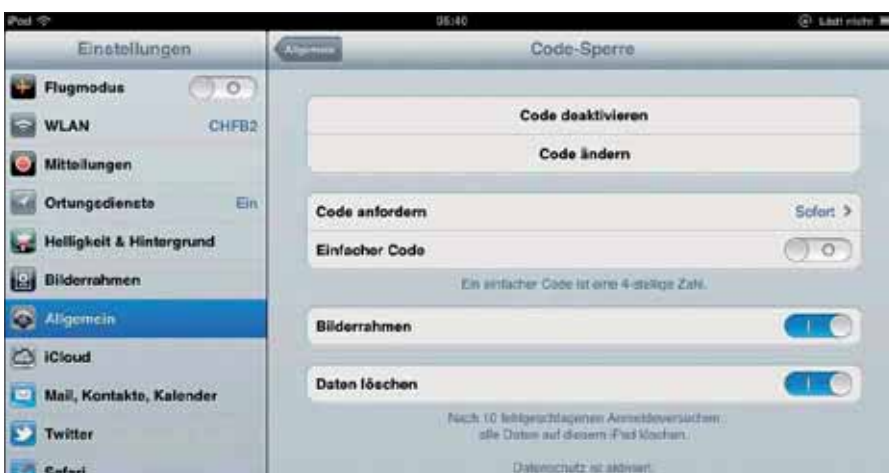 iPad 05:40 Lädt nicht
Einstellungen
Allgemein
Code-Sperre
Flugmodus
WLAN CHFB2
Mitteilungen
Ortungsdienste Ein
Helligkeit & Hintergrund
Bilderrahmen
Allgemein
iCloud
Mail, Kontakte, Kalender
Twitter
Safari
Code deaktivieren
Code ändern
Code anfordern Sofort
Einfacher Code
Ein einfacher Code ist eine 4-stellige Zahl.
Bilderrahmen
Daten löschen
Nach 10 fehlgeschlagenen Anmeldeversuchen
alle Daten auf diesem iPad löschen.
Datenschutz ist aktiviert.